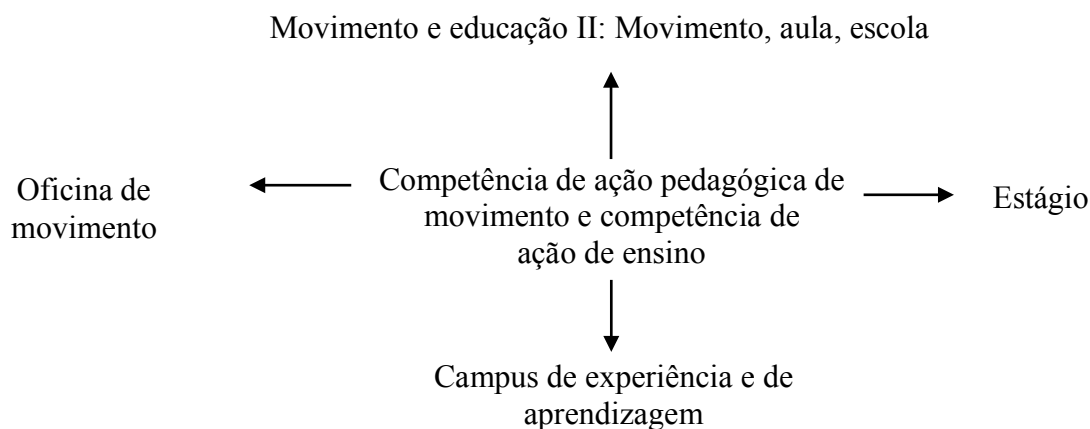 Movimento e educação II: Movimento, aula, escola
Oficina de
movimento
Competência de ação pedagógica de
movimento e competência de
ação de ensino
Estágio
Campus de experiência e de
aprendizagem